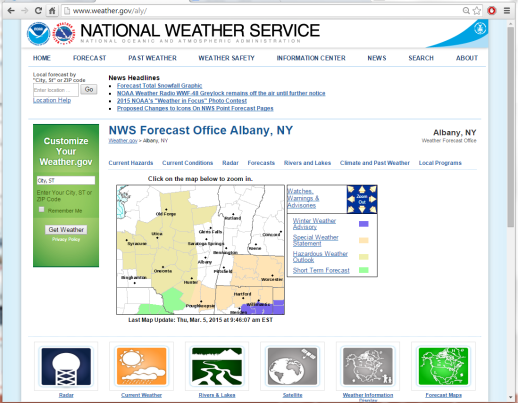 www.weather.gov/aly/
NATIONAL WEATHER SERVICE
NATIONAL OCEANIC AND ATMOSPHERIC ADMINISTRATION
HOME FORECAST PAST WEATHER WEATHER SAFETY INFORMATION CENTER NEWS SEARCH ABOUT
Local forecast by
"City, St" or ZIP code
Enter location ... Go
Location Help
News Headlines
Forecast Total Snowfall Graphic
NOAA Weather Radio WWF-48 Greylock remains off the air until further notice
2015 NOAA's "Weather in Focus" Photo Contest
Proposed Changes to Icons On NWS Point Forecast Pages
Customize
Your
Weather.gov
City, ST
Enter Your City, ST or
ZIP Code
Remember Me
Get Weather
Privacy Policy
NWS Forecast Office Albany, NY
Weather.gov > Albany, NY
Albany, NY
Weather Forecast Office
Current Hazards Current Conditions Radar Forecasts Rivers and Lakes Climate and Past Weather Local Programs
Click on the map below to zoom in.
Old Forge
Rutland
Utica
Glens Falls
Concord
Syracuse
Saratoga Springs
Keene
Bennington
Albany
Oneonta
Pittsfield
Worcester
Binghamton
Hunter
Hartford
Poughkeepsie
Willimantic
Last Map Update: Thu, Mar. 5, 2015 at 9:46:07 am EST
Watches,
Warnings &
Advisories
Zoom
Out
Winter Weather
Advisory
Special Weather
Statement
Hazardous Weather
Outlook
Short Term Forecast
Radar
Current Weather
Rivers & Lakes
Satellite
Weather Information
Forecast Maps